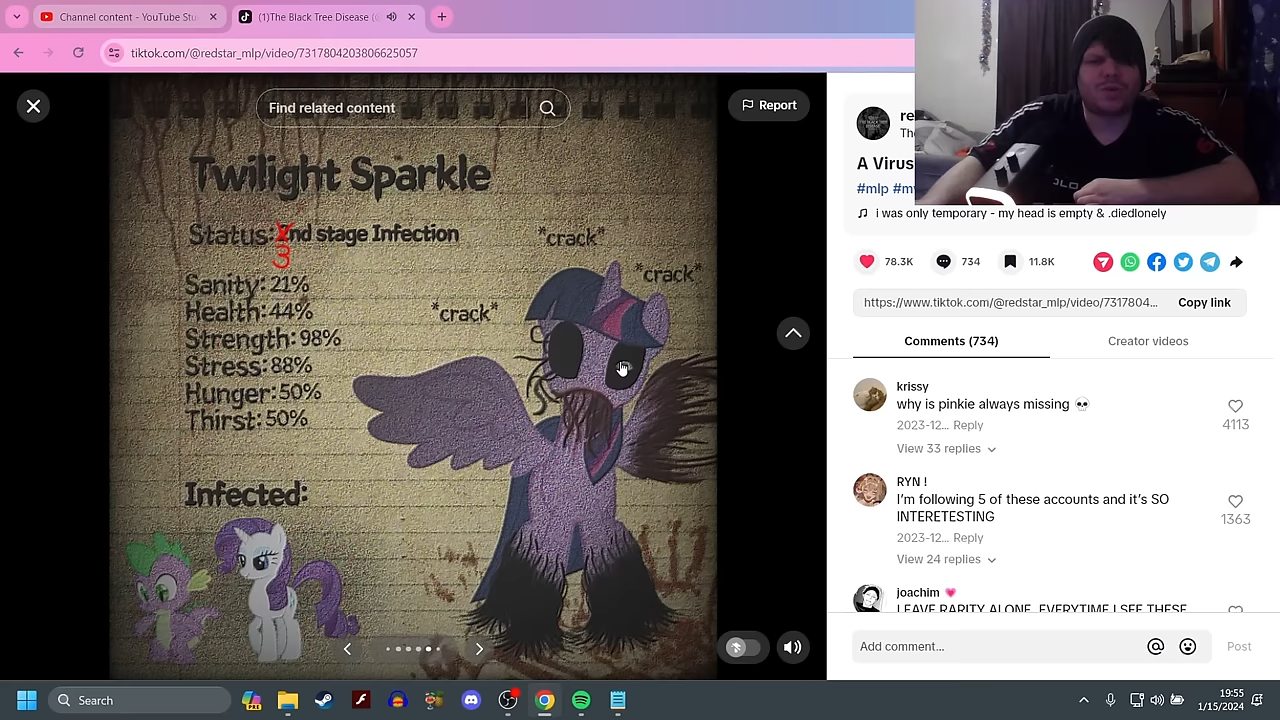 Channel content - YouTube Stu
(1)The Black Tree Disease (
tiktok.com/@redstar_mlp/video/7317804203806625057
Find related content
Report
Twilight Sparkle
Status: 3nd stage Infection
*crack*
*crack*
*crack*
Sanity: 21%
Health: 44%
Strength: 98%
Stress: 88%
Hunger: 50%
Thirst: 50%
Infected:
re
Th
A Virus
#mlp #m
i was only temporary - my head is empty & .diedlonely
78.3K
734
11.8K
https://www.tiktok.com/@redstar_mlp/video/7317804...
Copy link
Comments (734)
Creator videos
krissy
why is pinkie always missing 💀
2023-12... Reply
4113
View 33 replies
RYN !
I'm following 5 of these accounts and it's SO
INTERETESTING
1363
2023-12... Reply
View 24 replies
joachim 💗
LEAVE RARITY ALONE, EVERYTIME I SEE THESE
Add comment...
Post
Search
19:55
1/15/2024